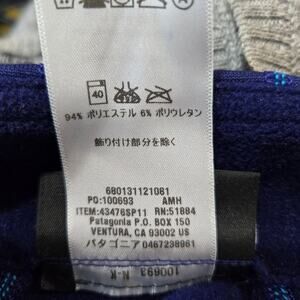 40
94% ポリエステル 6% ポリウレタン
飾り付け部分を除く
680131121081
PO:100693 AMH
ITEM:43476SP11 RN:51884
Patagonia P.O. BOX 150
VENTURA, CA 93002 US
パタゴニア 0467238961
100693 N-K